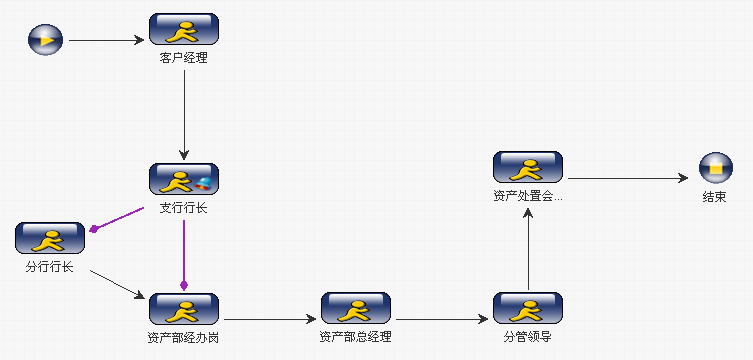 客户经理
支行行长
资产处置会...
结束
分行行长
资产部经办岗
资产部总经理
分管领导